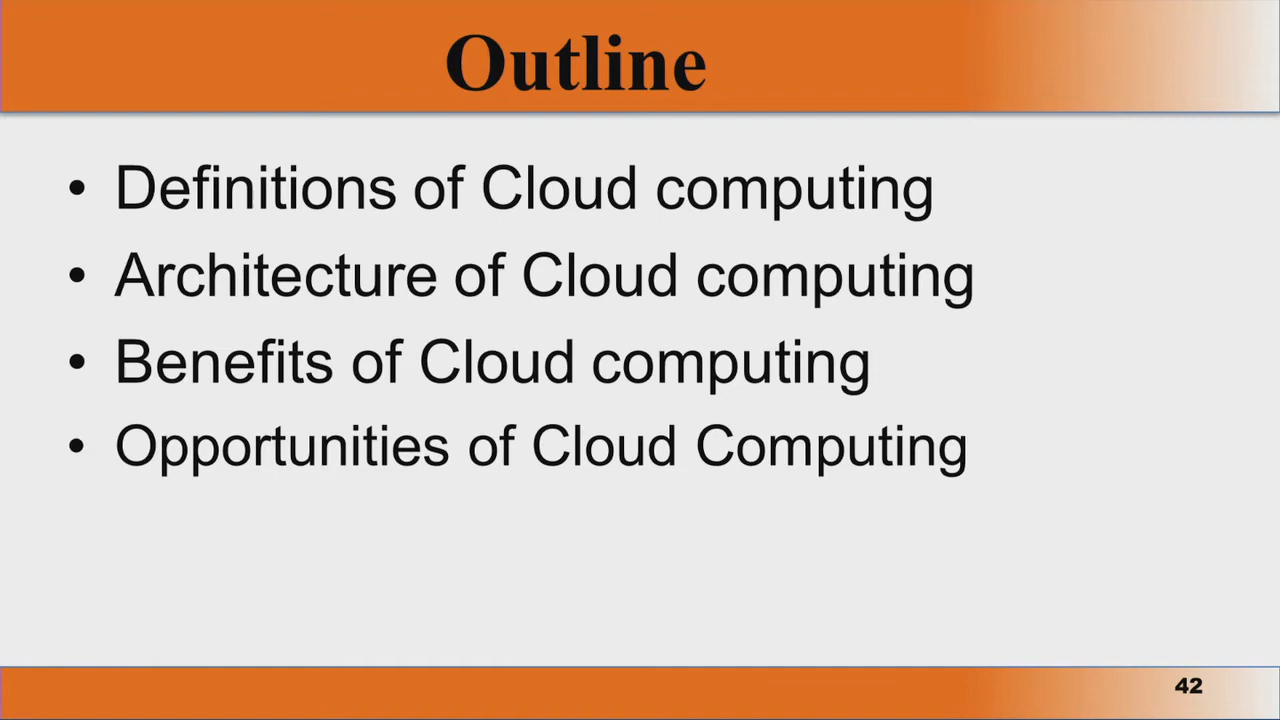 Outline
• Definitions of Cloud computing
• Architecture of Cloud computing
• Benefits of Cloud computing
• Opportunities of Cloud Computing
42